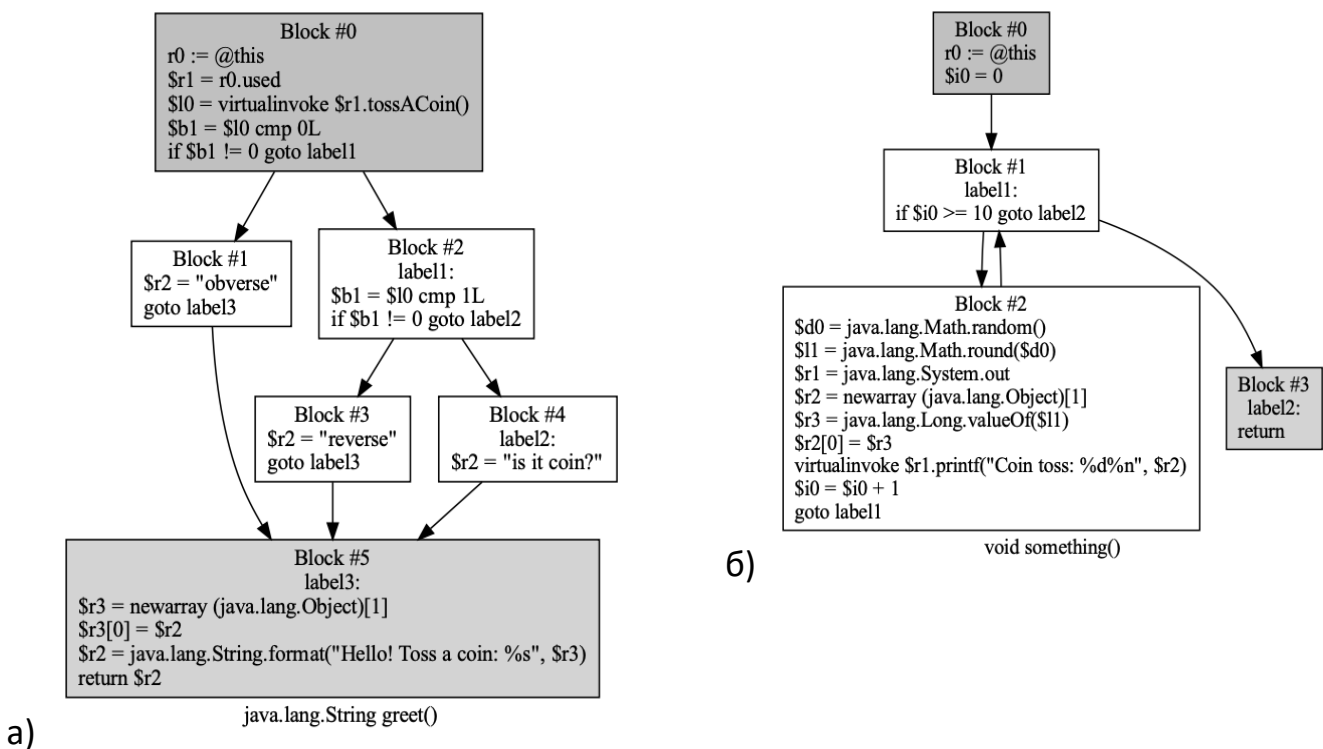 Block #0
r0 := @this
$r1 = r0.used
$l0 = virtualinvoke $r1.tossACoin()
$b1 = $l0 cmp 0L
if $b1 != 0 goto label1
Block #1
$r2 = "obverse"
goto label3
Block #2
label1:
$b1 = $l0 cmp 1L
if $b1 != 0 goto label2
Block #3
$r2 = "reverse"
goto label3
Block #4
label2:
$r2 = "is it coin?"
Block #5
label3:
$r3 = newarray (java.lang.Object)[1]
$r3[0] = $r2
$r2 = java.lang.String.format("Hello! Toss a coin: %s", $r3)
return $r2
java.lang.String greet()
а)
Block #0
r0 := @this
$i0 = 0
Block #1
label1:
if $i0 >= 10 goto label2
Block #2
$d0 = java.lang.Math.random()
$l1 = java.lang.Math.round($d0)
$r1 = java.lang.System.out
$r2 = newarray (java.lang.Object)[1]
$r3 = java.lang.Long.valueOf($l1)
$r2[0] = $r3
virtualinvoke $r1.printf("Coin toss: %d%n", $r2)
$i0 = $i0 + 1
goto label1
Block #3
label2:
return
void something()
б)